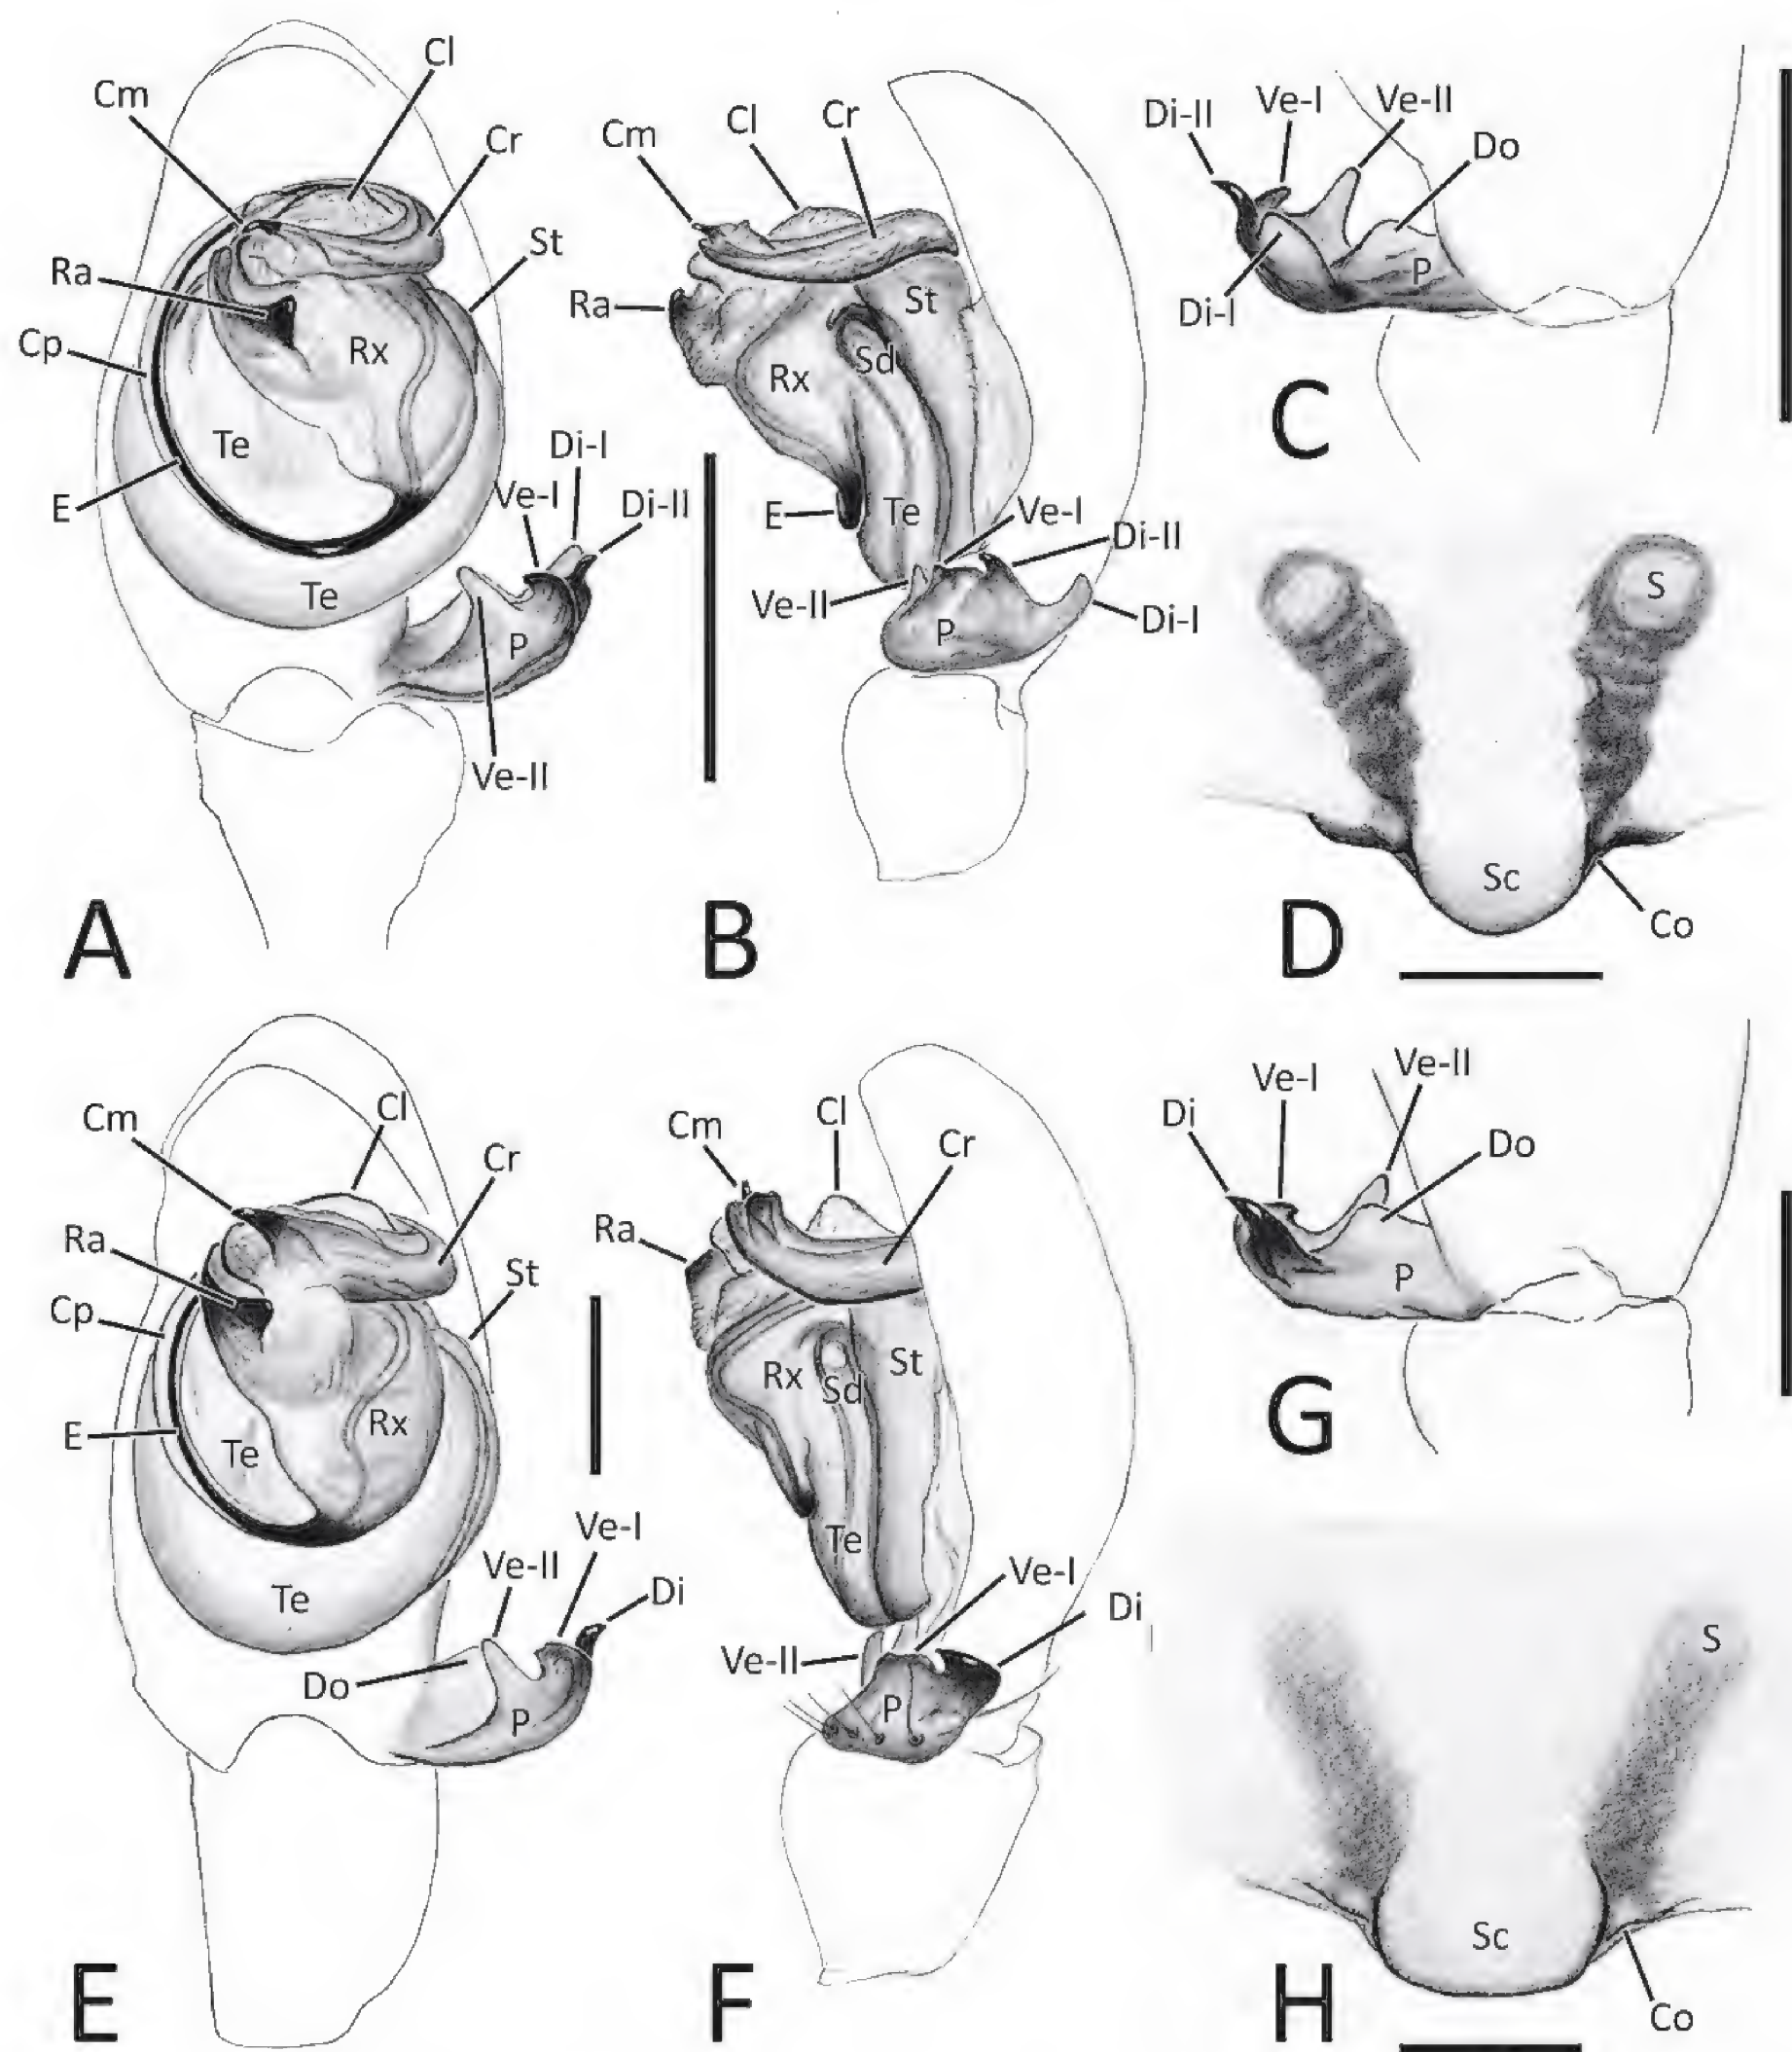 Cl
Cm
Cr
St
Ra
Cp
Rx
Te
E
Te
Ve-I
Di-I
Di-II
P
Ve-II
A
Cm
Cl
Cr
Ra
St
Sd
Rx
E
Te
Ve-I
Di-II
Ve-II
P
Di-I
B
Di-II
Ve-I
Ve-II
Do
P
Di-I
C
S
Sc
Co
D
Cm
Cl
Cr
Ra
St
Cp
Rx
E
Te
Te
Ve-I
Ve-II
Di
Do
P
E
Cm
Cl
Cr
Ra
St
Rx
Sd
Te
Ve-I
Di
Ve-II
P
F
Di
Ve-I
Ve-II
Do
P
G
S
Sc
Co
H